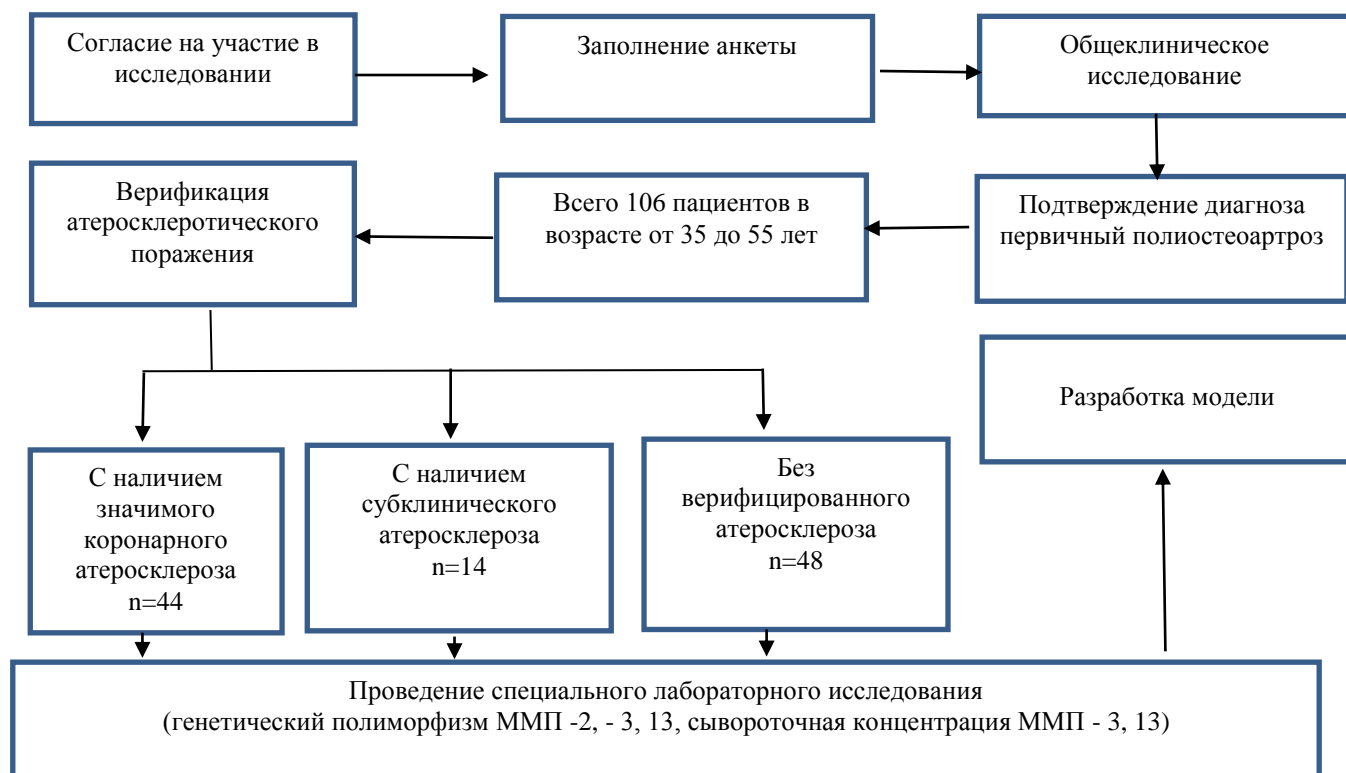 Согласие на участие в
исследовании
Заполнение анкеты
Общеклиническое
исследование
Верификация
атеросклеротического
поражения
Всего 106 пациентов в
возрасте от 35 до 55 лет
Подтверждение диагноза
первичный полиостеоартроз
С наличием
значимого
коронарного
атеросклероза
n=44
С наличием
субклинического
атеросклероза
n=14
Без
верифицированного
атеросклероза
n=48
Разработка модели
Проведение специального лабораторного исследования
(генетический полиморфизм ММП -2, - 3, 13, сывороточная концентрация ММП - 3, 13)